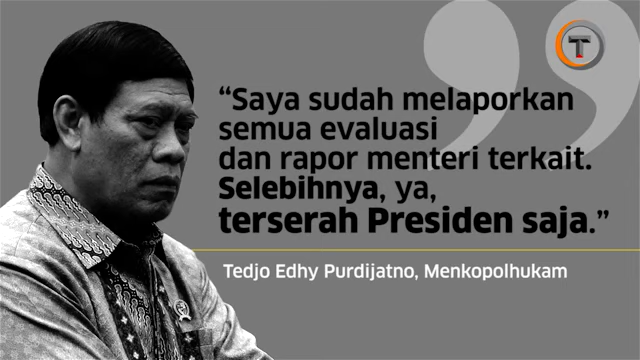 T
“Saya sudah melaporkan
semua evaluasi
dan rapor menteri terkait.
Selebihnya, ya,
terserah Presiden saja.”
Tedjo Edhy Purdijatno, Menkopolhukam